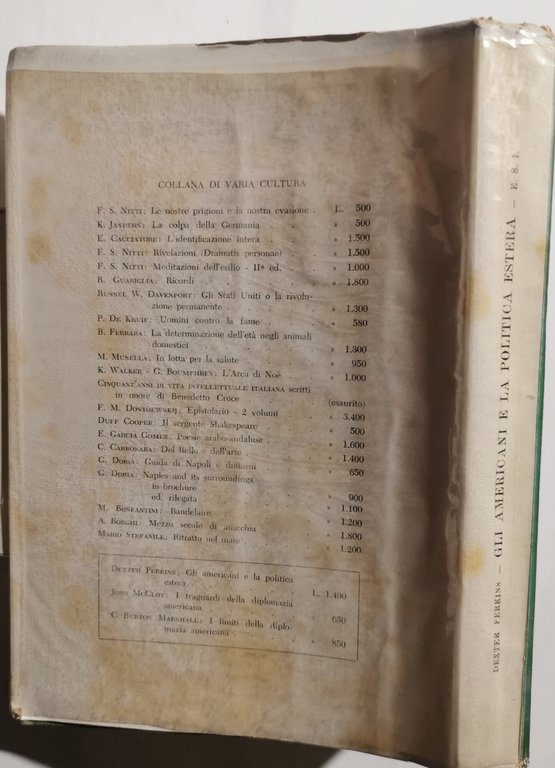 COLLANA DI VARIA CULTURA
F. S. NITTI: Le nostre prigioni e la nostra evasione . L. 500
K. JASPERS: La colpa della Germania . . . » 500
E. CACCIATORE: L'identificazione intera . . . » 1.500
F. S. NITTI: Rivelazioni (Dramatis personae) . . » 1.500
F. S. NITTI: Meditazioni dell'esilio - IIª ed. . . » 1.000
R. GUARIGLIA: Ricordi . . . . . » 1.800
RUSSEL W. DAVENPORT: Gli Stati Uniti o la rivolu-
zione permanente . . . . » 1.300
P. DE KRUIF: Uomini contro la fame . . . » 580
B. FERRARA: La determinazione dell'età negli animali
domestici . . . . . » 1.300
M. MUSELLA: In lotta per la salute . . . » 950
K. WALKER - G. BOUMPHREY: L'Arca di Noè . . » 1.000
CINQUANT'ANNI DI VITA INTELLETTUALE ITALIANA scritti
in onore di Benedetto Croce . . . (esaurito)
F. M. DOSTOEWSKIJ: Epistolario - 2 volumi . . » 3.400
DUFF COOPER: Il sergente Shakespeare . . . » 500
E. GARCIA GOMEZ: Poesie arabo-andaluse . . . » 1.600
C. CARBONARA: Del Bello e dell'arte . . . » 1.400
G. DORIA: Guida di Napoli e dintorni . . . » 650
G. DORIA: Naples and its surroundings
in brochure
ed. rilegata . . . . » 900
M. BONFANTINI: Baudelaire . . . . » 1.100
A. BORGHI: Mezzo secolo di anarchia . . . » 1.200
MARIO STEFANILE: Ritratto nel mare . . . » 1.800
» 1.200
DEXTER PERKINS: Gli americani e la politica
estera . . . . . L. 1.400
JOHN MCCLOY: I traguardi della diplomazia
americana . . . . » 650
C. BURTON MARSHALL: I limiti della diplo-
mazia americana . . . . » 850
DEXTER PERKINS — GLI AMERICANI E LA POLITICA ESTERA — E. S. I.